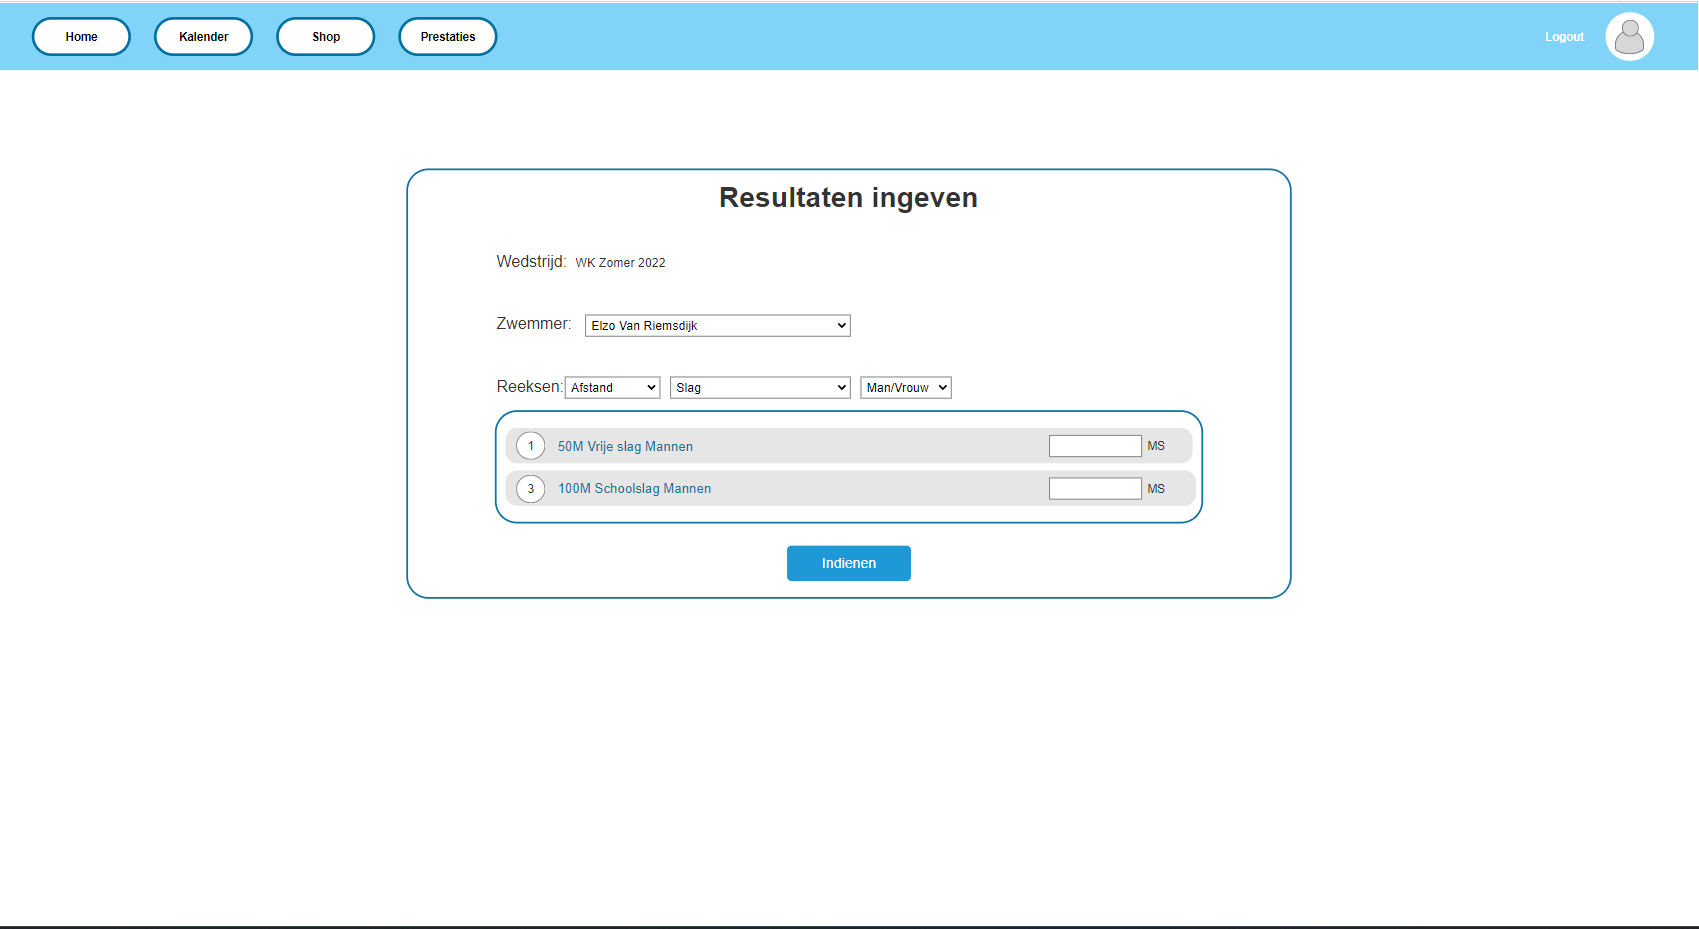 Home Kalender Shop Prestaties Logout
Resultaten ingeven
Wedstrijd: WK Zomer 2022
Zwemmer: Elzo Van Riemsdijk
Reeksen: Afstand Slag Man/Vrouw
1 50M Vrije slag Mannen MS
3 100M Schoolslag Mannen MS
Indienen